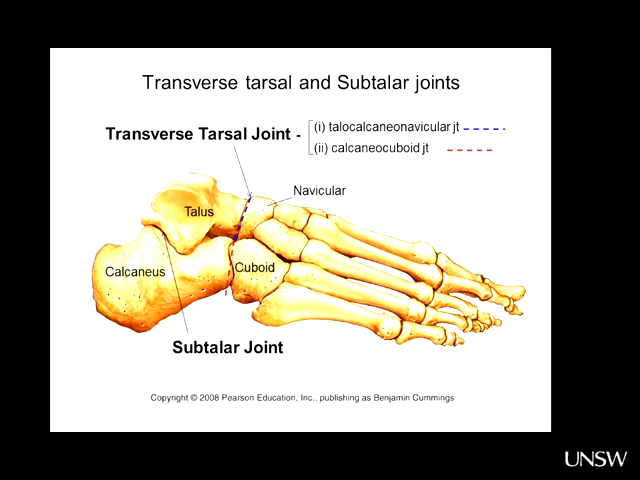 Transverse tarsal and Subtalar joints
Transverse Tarsal Joint -
(i) talocalcaneonavicular jt
(ii) calcaneocuboid jt
Navicular
Talus
Calcaneus
Cuboid
Subtalar Joint
Copyright © 2008 Pearson Education, Inc., publishing as Benjamin Cummings
UNSW